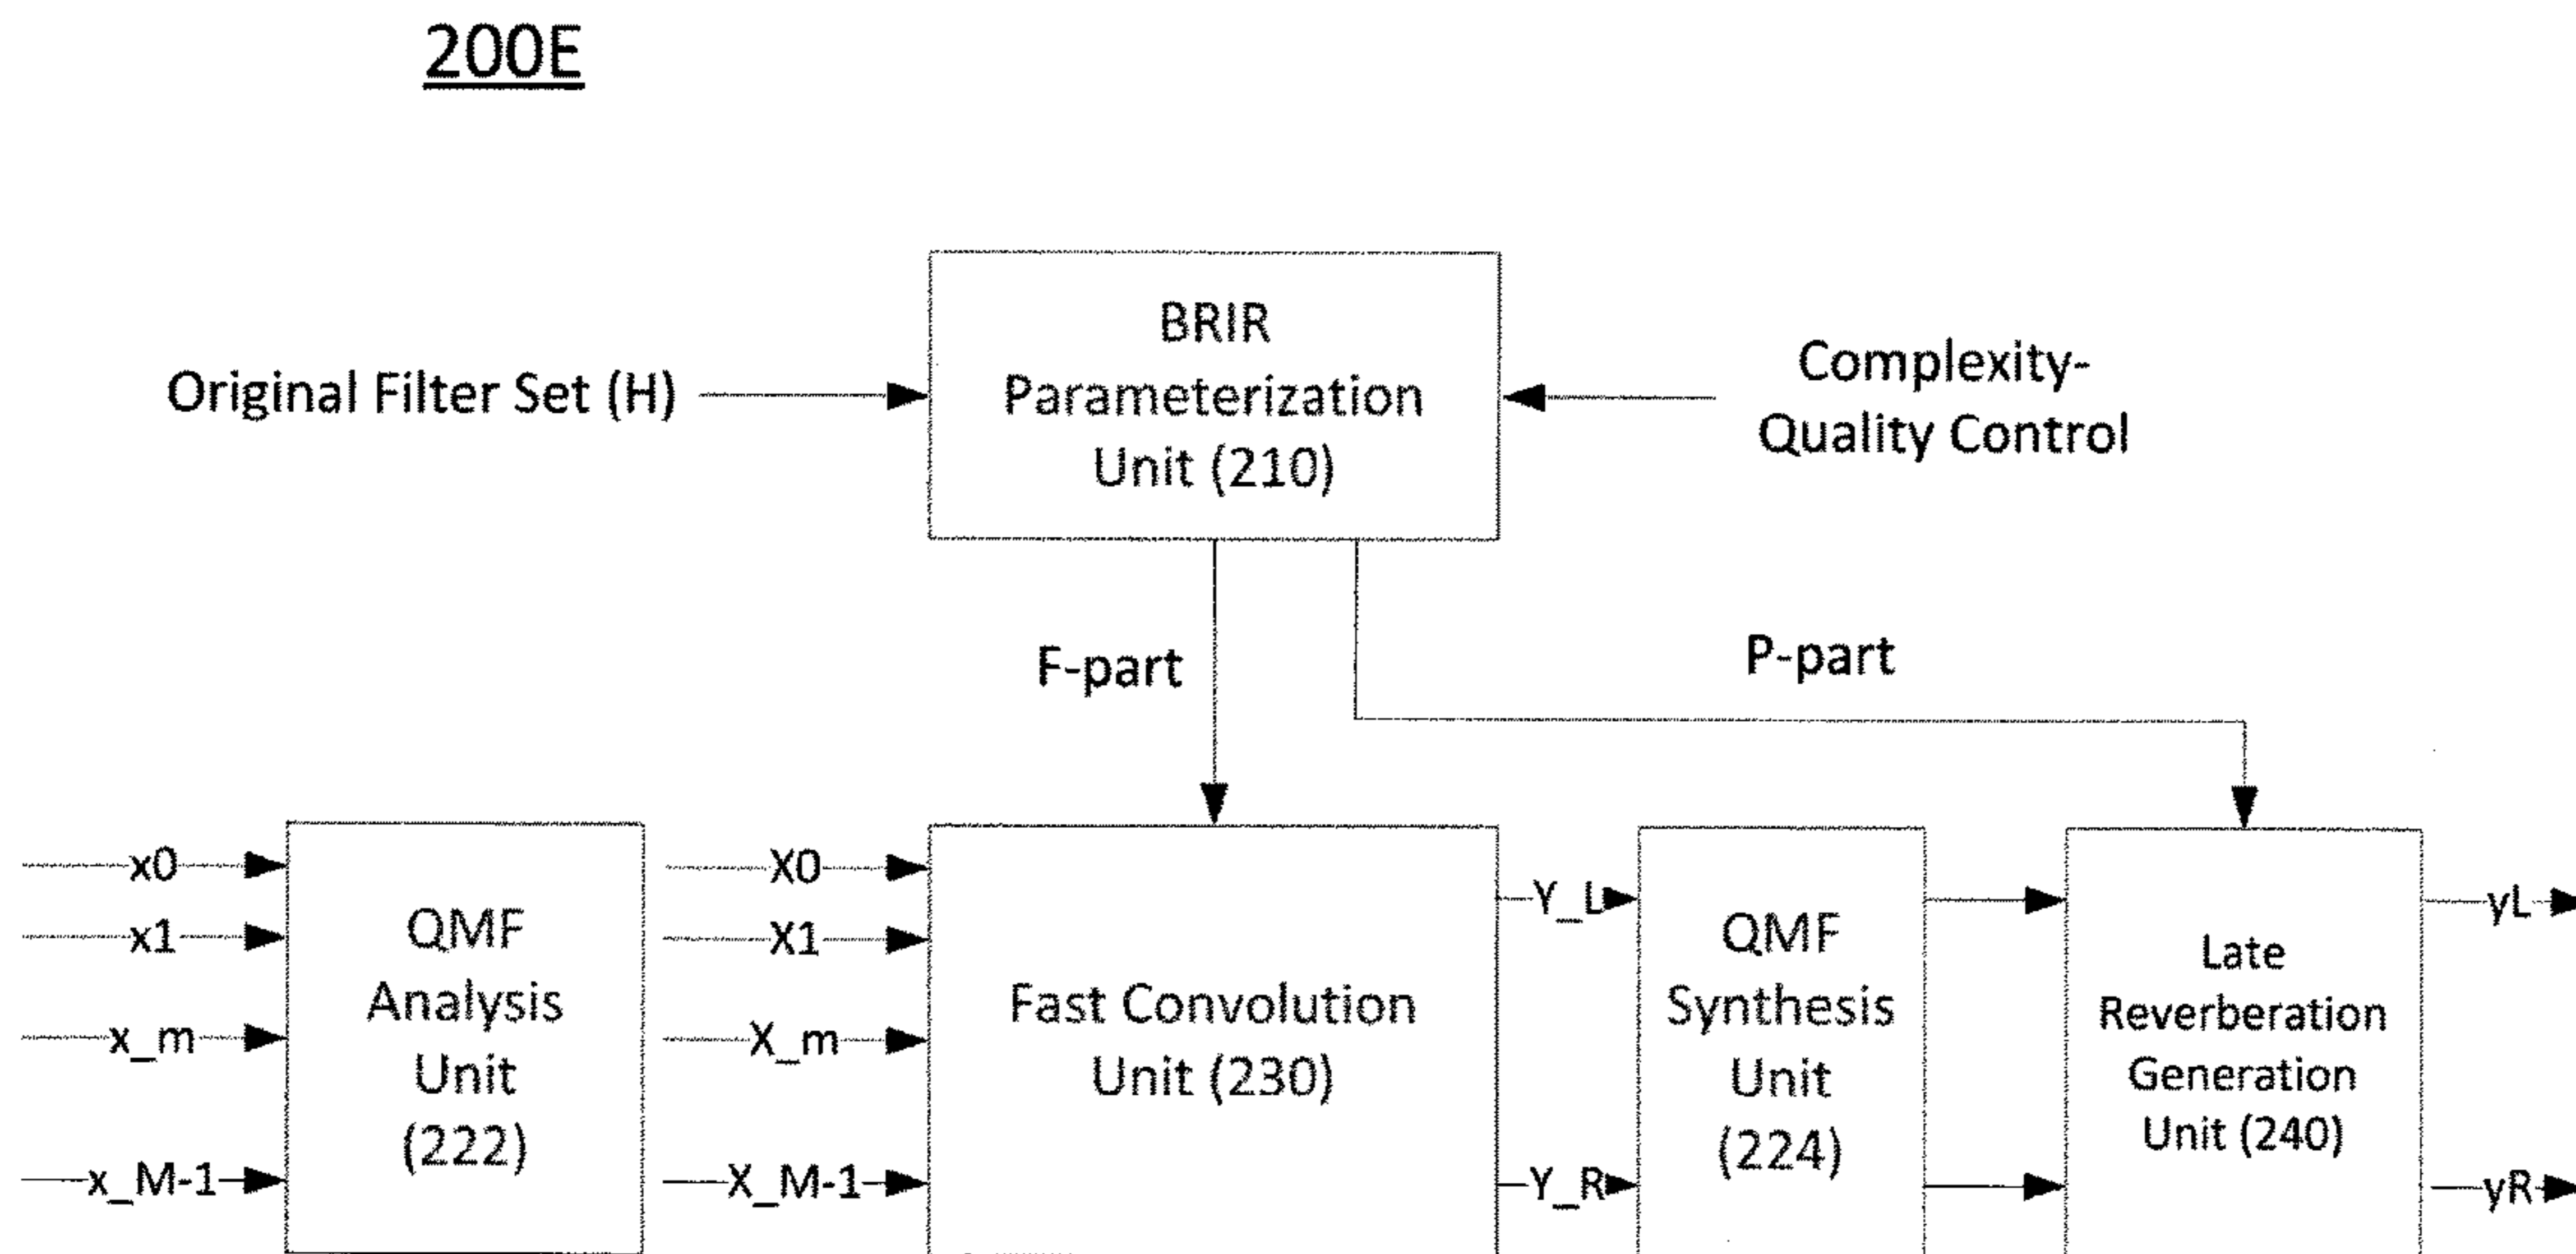 200E
Original Filter Set (H)
BRIR
Parameterization
Unit (210)
Complexity-
Quality Control
F-part
P-part
x0
x1
x_m
x_M-1
QMF
Analysis
Unit
(222)
X0
X1
X_m
X_M-1
Fast Convolution
Unit (230)
Y_L
Y_R
QMF
Synthesis
Unit
(224)
Late
Reverberation
Generation
Unit (240)
yL
yR